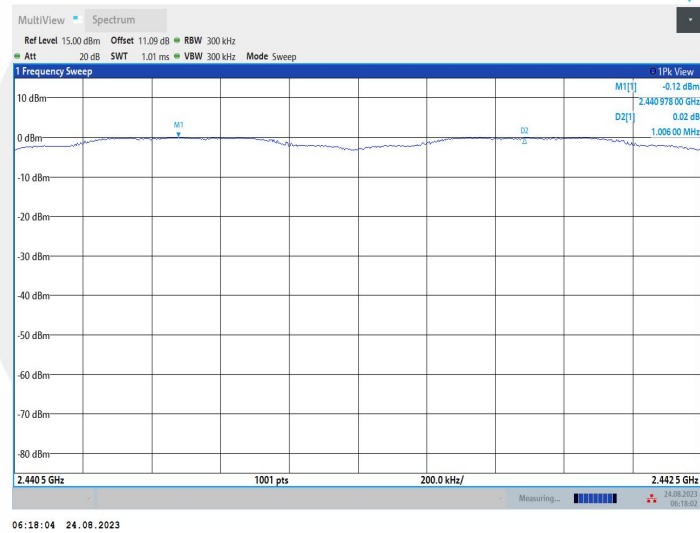 MultiView Spectrum
Ref Level 15.00 dBm Offset 11.09 dB RBW 300 kHz
Att 20 dB SWT 1.01 ms VBW 300 kHz Mode Sweep
1 Frequency Sweep 1Pk View
M1[1] -0.12 dBm
2.440 978 00 GHz
D2[1] 0.02 dB
1.006 00 MHz
10 dBm
M1
D2
0 dBm
-10 dBm
-20 dBm
-30 dBm
-40 dBm
-50 dBm
-60 dBm
-70 dBm
-80 dBm
2.440 5 GHz 1001 pts 200.0 kHz/ 2.442 5 GHz
Measuring... 24.08.2023
06:18:02
06:18:04 24.08.2023